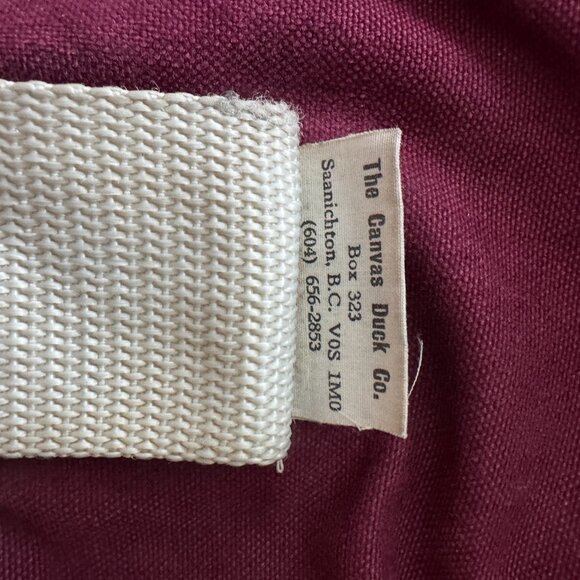 The Canvas Duck Co.
Box 323
Saanichton, B.C. V0S 1M0
(604) 656-2853